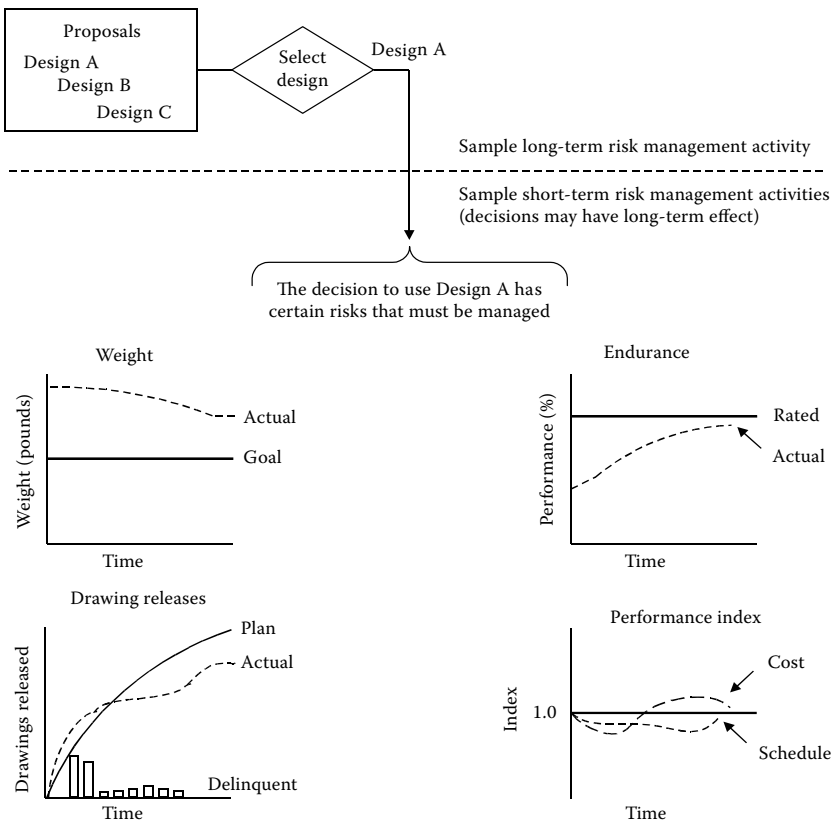 Proposals
Design A
Design B
Design C
Select
design
Design A
Sample long-term risk management activity
Sample short-term risk management activities
(decisions may have long-term effect)
The decision to use Design A has
certain risks that must be managed
Weight
Weight (pounds)
Actual
Goal
Time
Endurance
Performance (%)
Rated
Actual
Time
Drawing releases
Drawings released
Plan
Actual
Delinquent
Time
Performance index
Index
1.0
Cost
Schedule
Time